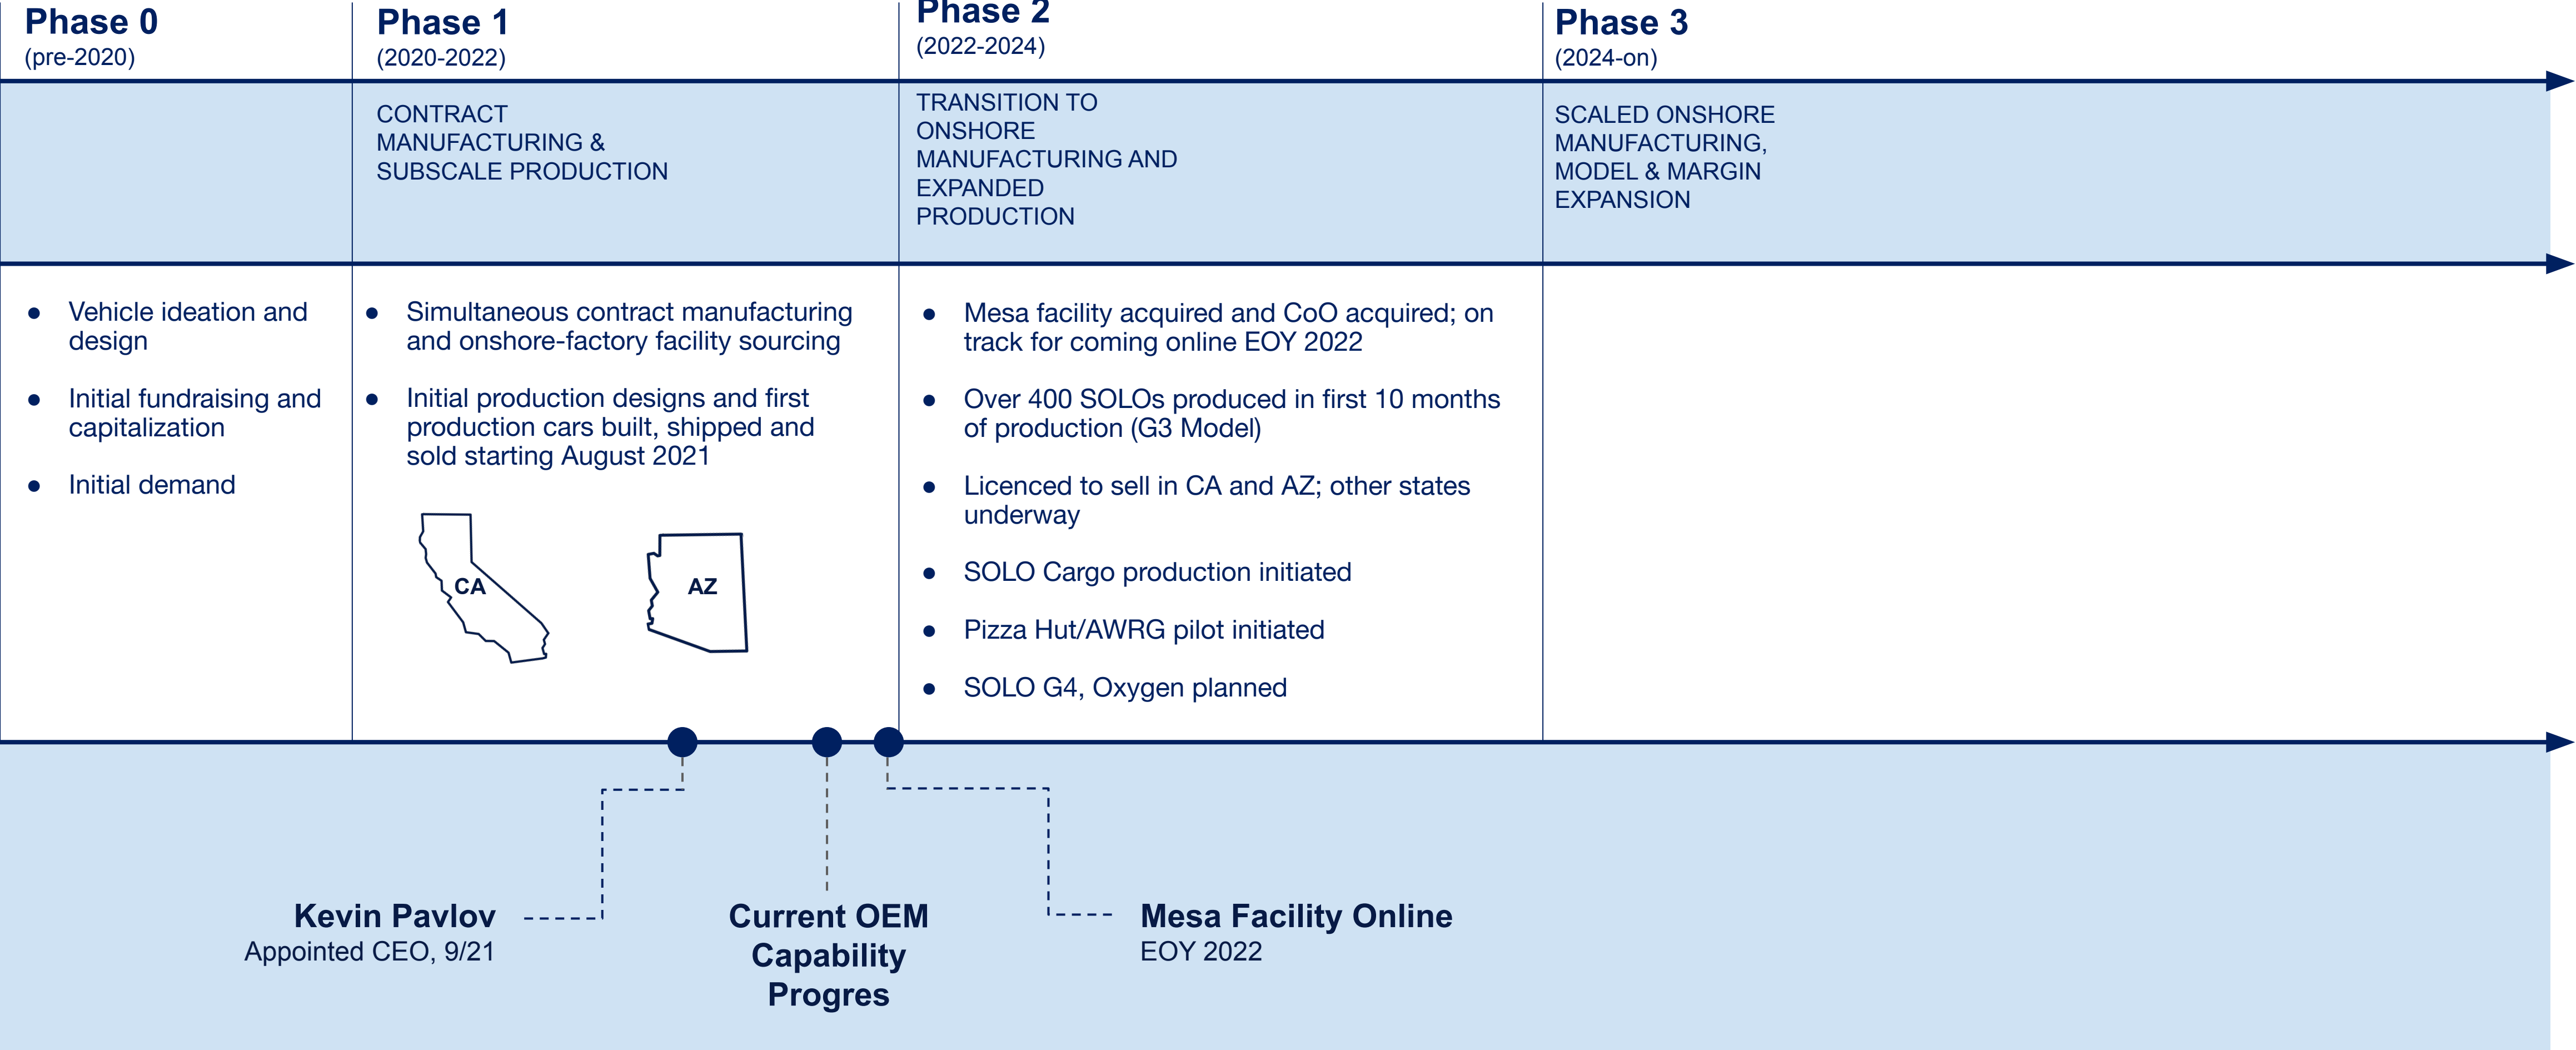 Phase 0
(pre-2020)
Phase 1
(2020-2022)
Phase 2
(2022-2024)
Phase 3
(2024-on)
CONTRACT
MANUFACTURING &
SUBSCALE PRODUCTION
TRANSITION TO
ONSHORE
MANUFACTURING AND
EXPANDED
PRODUCTION
SCALED ONSHORE
MANUFACTURING,
MODEL & MARGIN
EXPANSION
● Vehicle ideation and
design
● Initial fundraising and
capitalization
● Initial demand
● Simultaneous contract manufacturing
and onshore-factory facility sourcing
● Initial production designs and first
production cars built, shipped and
sold starting August 2021
CA
AZ
● Mesa facility acquired and CoO acquired; on
track for coming online EOY 2022
● Over 400 SOLOs produced in first 10 months
of production (G3 Model)
● Licenced to sell in CA and AZ; other states
underway
● SOLO Cargo production initiated
● Pizza Hut/AWRG pilot initiated
● SOLO G4, Oxygen planned
Kevin Pavlov
Appointed CEO, 9/21
Current OEM
Capability
Progres
Mesa Facility Online
EOY 2022